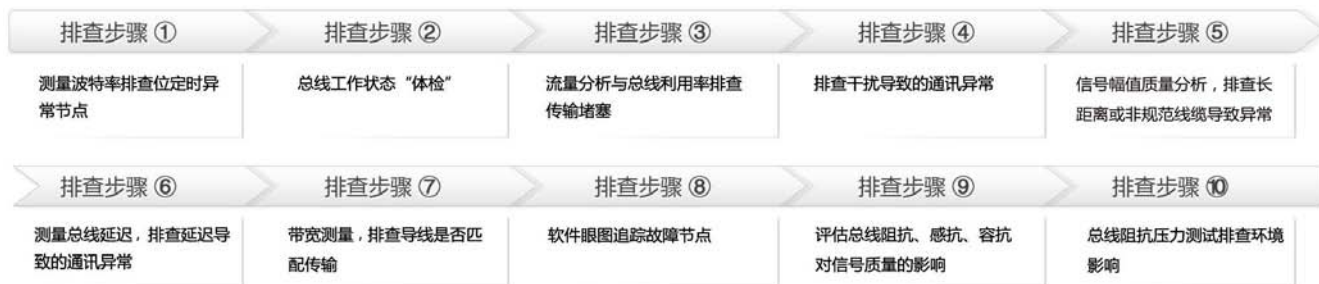 排查步骤 ①
排查步骤 ②
排查步骤 ③
排查步骤 ④
排查步骤 ⑤
测量波特率排查位定时异
常节点
总线工作状态“体检”
流量分析与总线利用率排查
传输堵塞
排查干扰导致的通讯异常
信号幅值质量分析，排查长
距离或非规范线缆导致异常
排查步骤 ⑥
排查步骤 ⑦
排查步骤 ⑧
排查步骤 ⑨
排查步骤 ⑩
测量总线延迟，排查延迟导
致的通讯异常
带宽测量，排查导线是否匹
配传输
软件眼图追踪故障节点
评估总线阻抗、感抗、容抗
对信号质量的影响
总线阻抗压力测试排查环境
影响